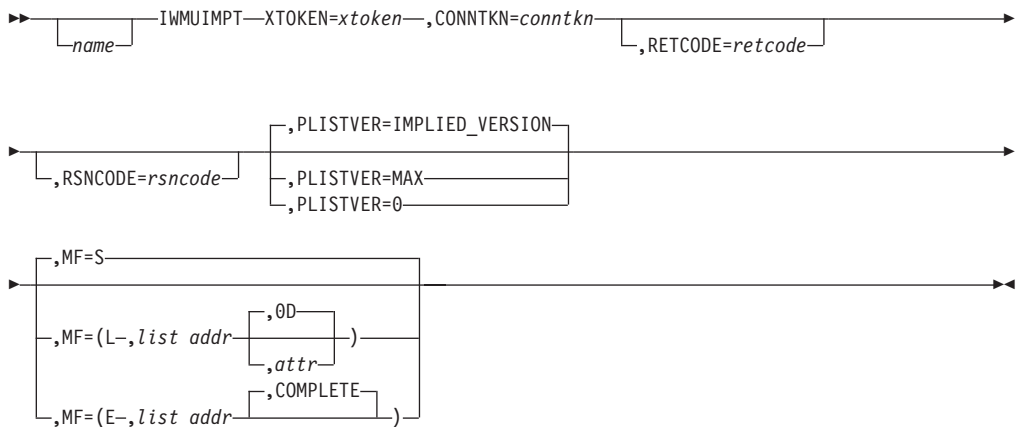 IWMUIMPT XTOKEN=xtoken ,CONNTKN=conntkn
name
,RETCODE=retcode
,PLISTVER=IMPLIED_VERSION
,RSNCODE=rsncode
,PLISTVER=MAX
,PLISTVER=0
,MF=S
,0D
,MF=(L ,list addr )
,attr
,COMPLETE
,MF=(E ,list addr )